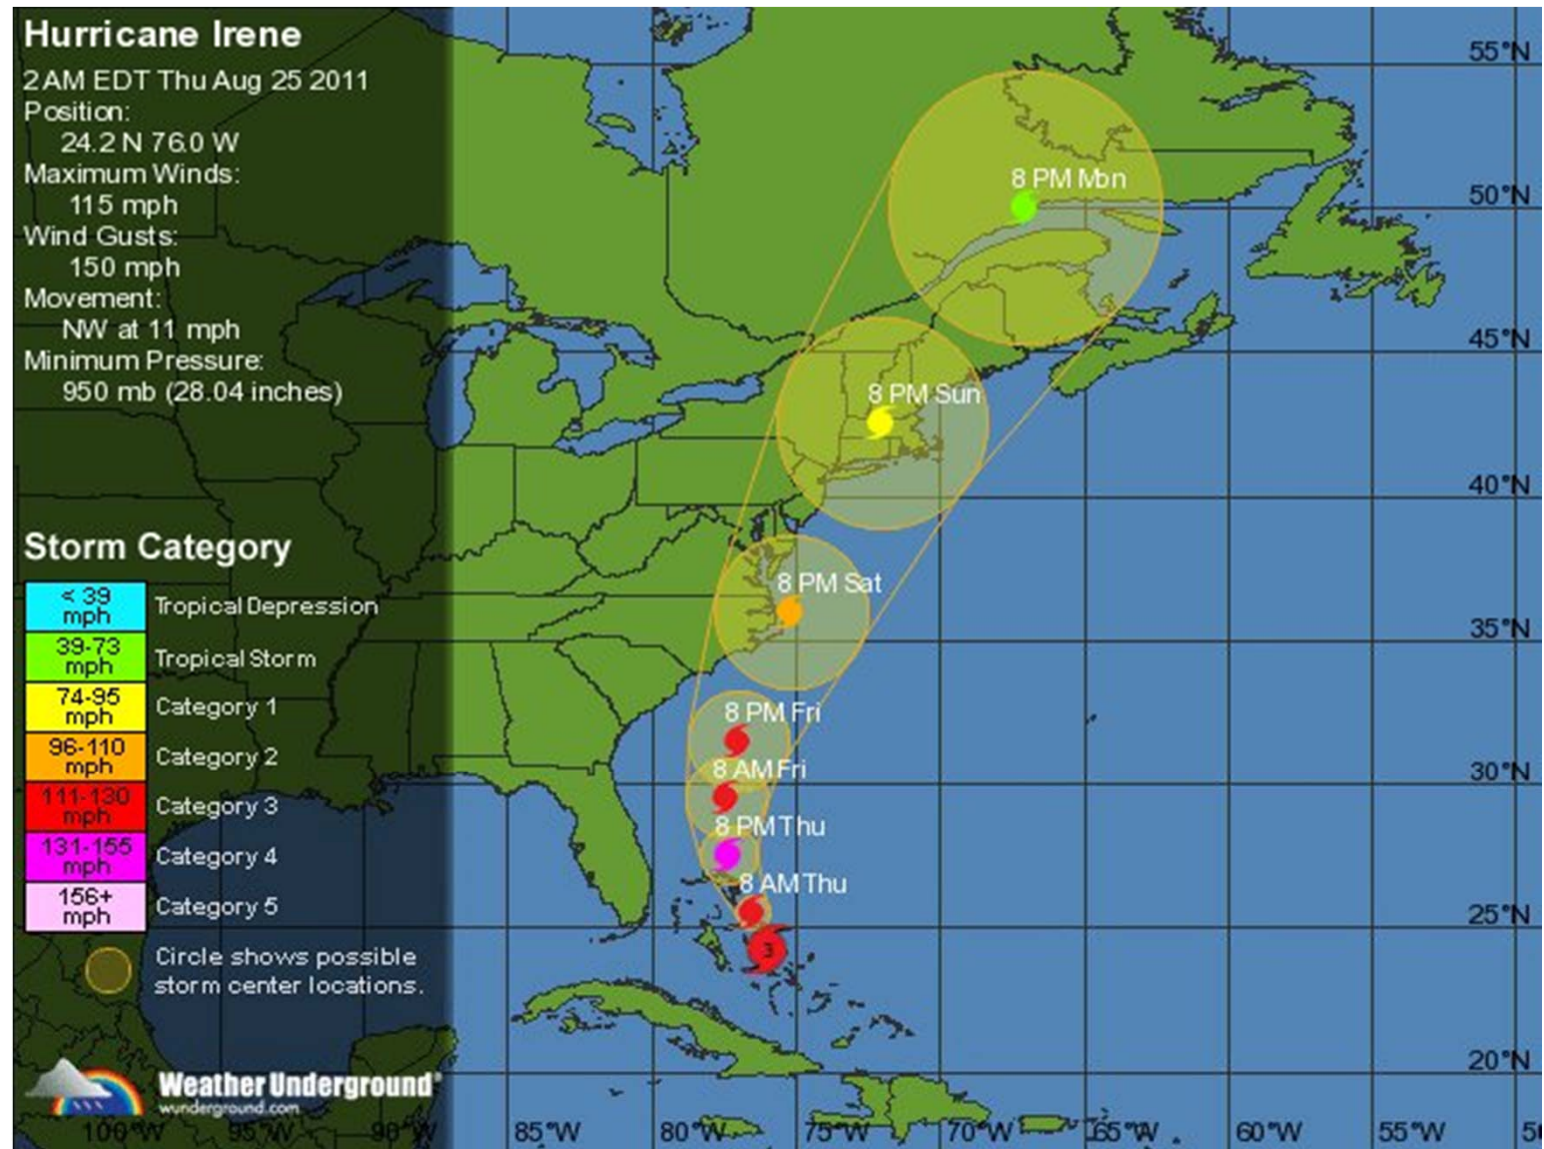 Hurricane Irene
2 AM EDT Thu Aug 25 2011
Position:
24.2 N 76.0 W
Maximum Winds:
115 mph
Wind Gusts:
150 mph
Movement:
NW at 11 mph
Minimum Pressure:
950 mb (28.04 inches)
Storm Category
< 39 mph Tropical Depression
39-73 mph Tropical Storm
74-95 mph Category 1
96-110 mph Category 2
111-130 mph Category 3
131-155 mph Category 4
156+ mph Category 5
Circle shows possible
storm center locations.
Weather Underground®
wunderground.com
8 PM Mon
8 PM Sun
8 PM Sat
8 PM Fri
8 AM Fri
8 PM Thu
8 AM Thu
3
55°N
50°N
45°N
40°N
35°N
30°N
25°N
20°N
100°W 95°W 90°W 85°W 80°W 75°W 70°W 65°W 60°W 55°W